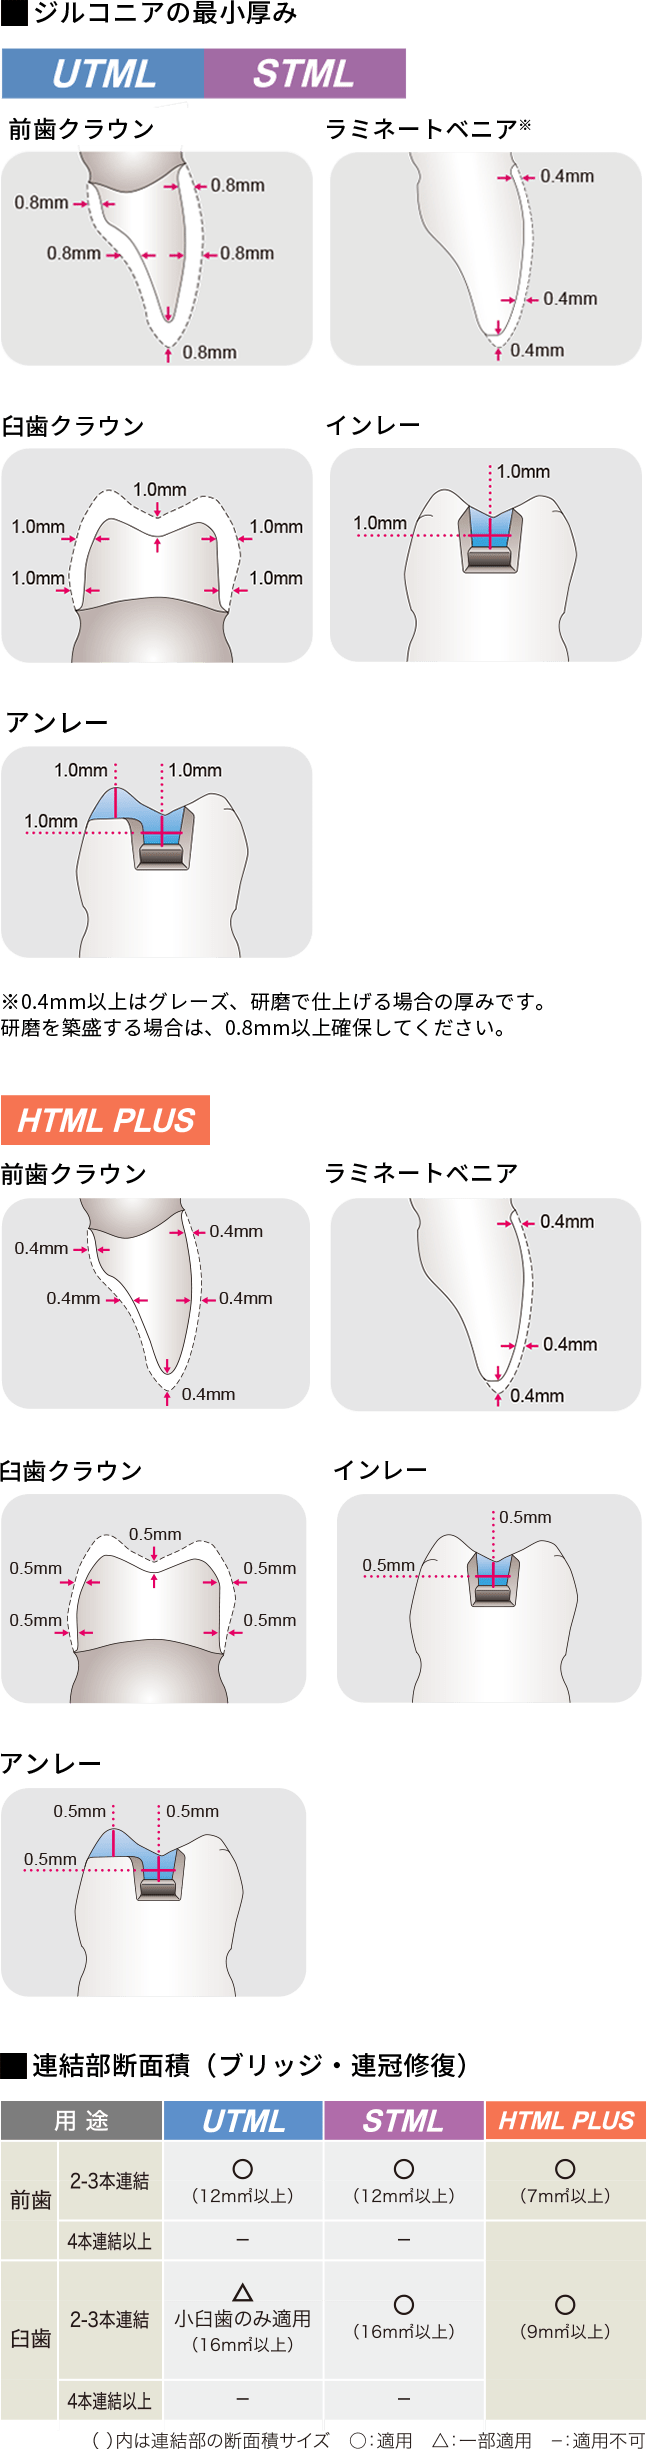 ■ジルコニアの最小厚み
UTML STML
前歯クラウン ラミネートベニア※
0.8mm 0.4mm
0.8mm
0.8mm 0.8mm
0.4mm
0.8mm 0.4mm
臼歯クラウン インレー
1.0mm 1.0mm
1.0mm 1.0mm 1.0mm
1.0mm 1.0mm
アンレー
1.0mm 1.0mm
1.0mm
※0.4mm以上はグレーズ、研磨で仕上げる場合の厚みです。
研磨を築盛する場合は、0.8mm以上確保してください。
HTML PLUS
前歯クラウン ラミネートベニア
0.4mm 0.4mm
0.4mm
0.4mm 0.4mm
0.4mm
0.4mm 0.4mm
臼歯クラウン インレー
0.5mm 0.5mm
0.5mm 0.5mm 0.5mm
0.5mm 0.5mm
アンレー
0.5mm 0.5mm
0.5mm
■連結部断面積（ブリッジ・連冠修復）
用途 UTML STML HTML PLUS
前歯 2-3本連結 ○ ○ ○
（12m㎡以上） （12m㎡以上） （7m㎡以上）
4本連結以上 − −
臼歯 2-3本連結 △ ○ ○
小臼歯のみ適用
（16m㎡以上） （16m㎡以上） （9m㎡以上）
4本連結以上 − −
（ ）内は連結部の断面積サイズ ○：適用 △：一部適用 −：適用不可